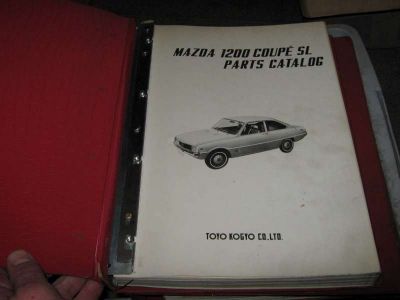 MAZDA 1200 COUPÉ SL
PARTS CATALOG
TOYO KOGYO CO., LTD.